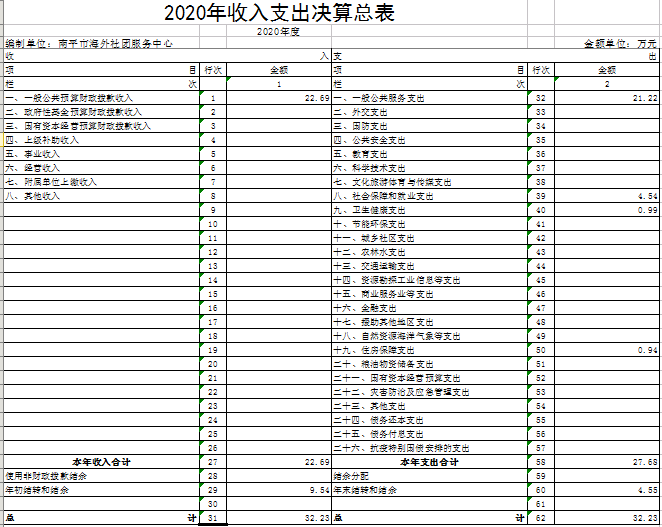 2020年收入支出决算总表
2020年度
编制单位：南平市海外社团服务中心 金额单位：万元
收 入 支 出
项 目 行次 金额 项 目 行次 金额
栏 次 1 栏 次 2
一、一般公共预算财政拨款收入 1 22.69 一、一般公共服务支出 32 21.22
二、政府性基金预算财政拨款收入 2 二、外交支出 33
三、国有资本经营预算财政拨款收入 3 三、国防支出 34
四、上级补助收入 4 四、公共安全支出 35
五、事业收入 5 五、教育支出 36
六、经营收入 6 六、科学技术支出 37
七、附属单位上缴收入 7 七、文化旅游体育与传媒支出 38
八、其他收入 8 八、社会保障和就业支出 39 4.54
9 九、卫生健康支出 40 0.99
10 十、节能环保支出 41
11 十一、城乡社区支出 42
12 十二、农林水支出 43
13 十三、交通运输支出 44
14 十四、资源勘探工业信息等支出 45
15 十五、商业服务业等支出 46
16 十六、金融支出 47
17 十七、援助其他地区支出 48
18 十八、自然资源海洋气象等支出 49
19 十九、住房保障支出 50 0.94
20 二十、粮油物资储备支出 51
21 二十一、国有资本经营预算支出 52
22 二十二、灾害防治及应急管理支出 53
23 二十三、其他支出 54
24 二十四、债务还本支出 55
25 二十五、债务付息支出 56
26 二十六、抗疫特别国债安排的支出 57
本年收入合计 27 22.69 本年支出合计 58 27.68
使用非财政拨款结余 28 结余分配 59
年初结转和结余 29 9.54 年末结转和结余 60 4.55
30 61
总 计 31 32.23 总 计 62 32.23